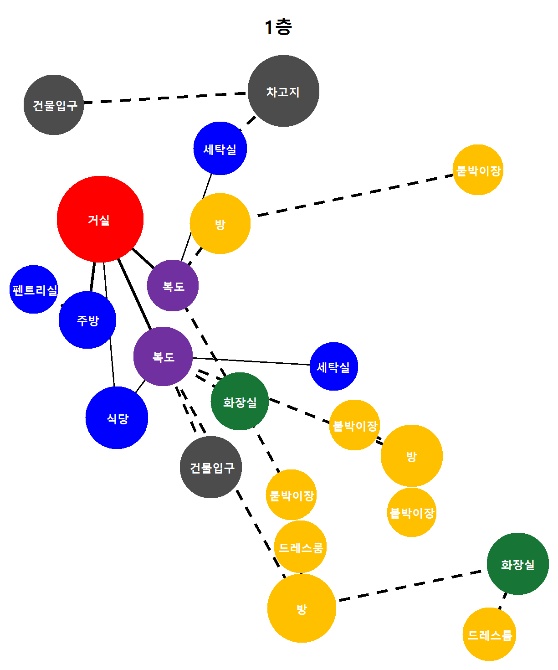 1층
차고지
건물입구
세탁실
붙박이장
거실
방
복도
펜트리실
주방
복도
세탁실
화장실
식당
붙박이장
방
건물입구
붙박이장
붙박이장
드레스룸
화장실
방
드레스룸